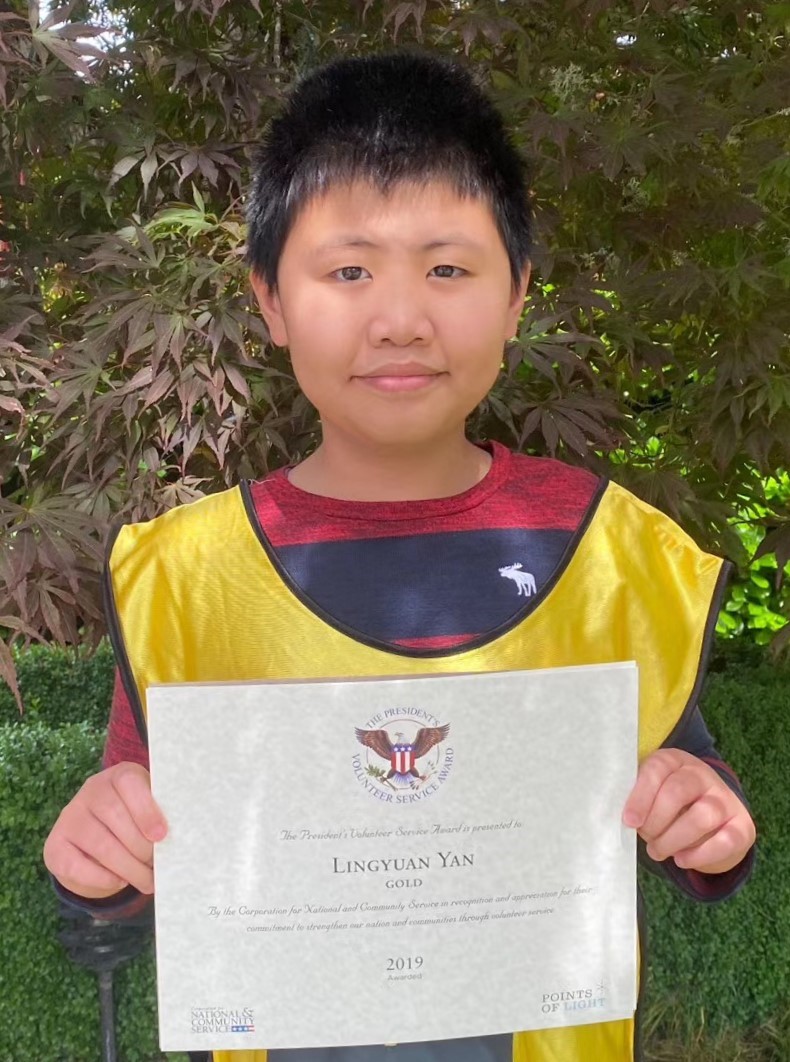 THE PRESIDENT'S
VOLUNTEER SERVICE AWARD
The President's Volunteer Service Award is presented to
LINGYUAN YAN
GOLD
By the Corporation for National and Community Service in recognition and appreciation for their
commitment to strengthen our nation and communities through volunteer service
2019
Awarded
NATIONAL &
COMMUNITY
SERVICE
POINTS
OF LIGHT